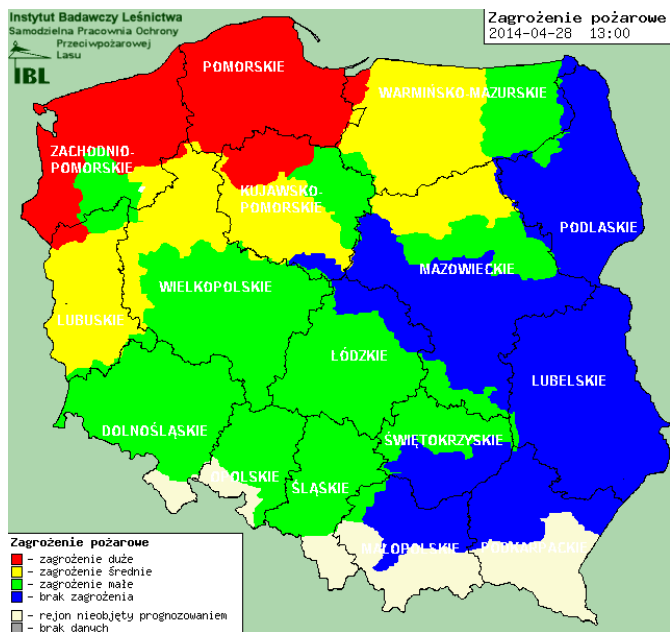 Instytut Badawczy Leśnictwa
Samodzielna Pracownia Ochrony
Przeciwpożarowej
Lasu
IBL
Zagrożenie pożarowe
2014-04-28 13:00
POMORSKIE
WARMIŃSKO-MAZURSKIE
ZACHODNIO-
POMORSKIE
KUJAWSKO-
POMORSKIE
PODLASKIE
MAZOWIECKIE
WIELKOPOLSKIE
LUBUSKIE
ŁÓDZKIE
LUBELSKIE
DOLNOŚLĄSKIE
ŚWIĘTOKRZYSKIE
OPOLSKIE
ŚLĄSKIE
MAŁOPOLSKIE
PODKARPACKIE
Zagrożenie pożarowe
- zagrożenie duże
- zagrożenie średnie
- zagrożenie małe
- brak zagrożenia
- rejon nieobjęty prognozowaniem
- brak danych